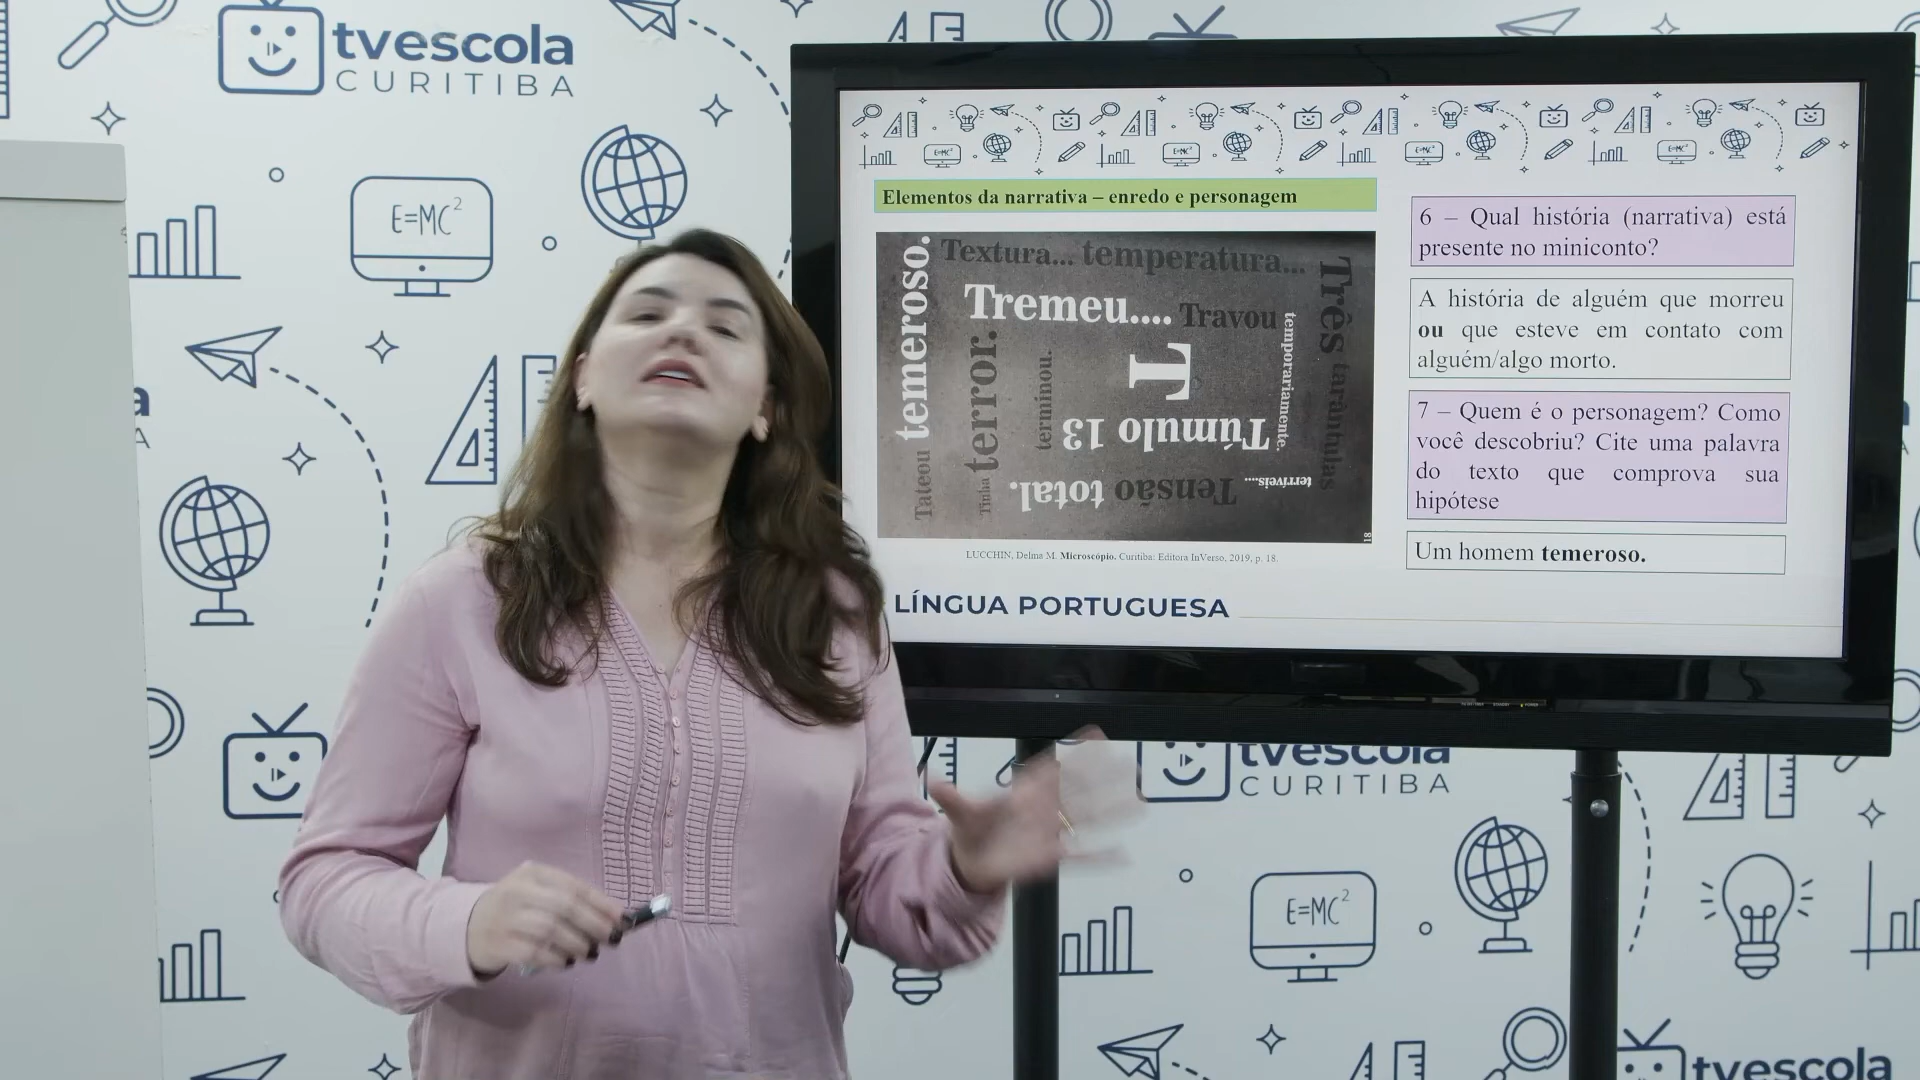 tvescola
CURITIBA
E=MC²
Elementos da narrativa – enredo e personagem
Tateou temeroso.
Textura... temperatura...
Três tarântulas
terríveis....
Tensão total.
Tinha terror.
Tremeu.... Travou
temporariamente.
Túmulo 13
terminou.
T
18
LUCCHIN, Delma M. Microscópio. Curitiba: Editora InVerso, 2019, p. 18.
LÍNGUA PORTUGUESA
6 – Qual história (narrativa) está
presente no miniconto?
A história de alguém que morreu
ou que esteve em contato com
alguém/algo morto.
7 – Quem é o personagem? Como
você descobriu? Cite uma palavra
do texto que comprova sua
hipótese
Um homem temeroso.
tvescola
CURITIBA
E=MC²
tvescola